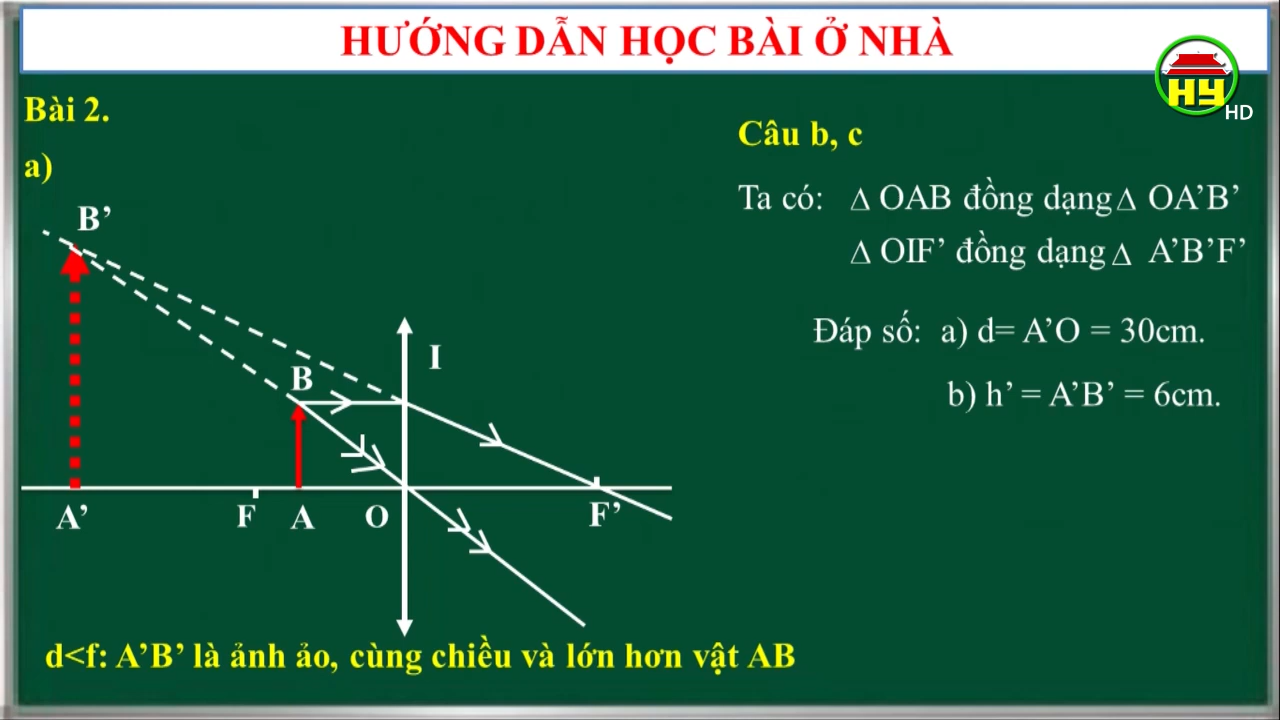 HƯỚNG DẪN HỌC BÀI Ở NHÀ
HY
HD
Bài 2.
a)
B’
I
B
A’
F
A
O
F’
d<f: A’B’ là ảnh ảo, cùng chiều và lớn hơn vật AB
Câu b, c
Ta có: Δ OAB đồng dạng Δ OA’B’
Δ OIF’ đồng dạng Δ A’B’F’
Đáp số: a) d= A’O = 30cm.
b) h’ = A’B’ = 6cm.